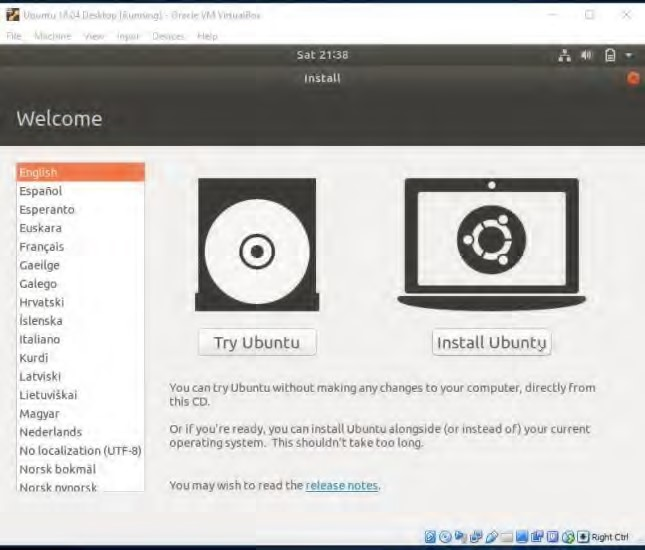 Ubuntu 18.04 Desktop [Running] - Oracle VM VirtualBox
File Machine View Input Devices Help
Sat 21:38
Install
Welcome
English
Español
Esperanto
Euskara
Français
Gaeilge
Galego
Hrvatski
Íslenska
Italiano
Kurdî
Latviski
Lietuviškai
Magyar
Nederlands
No localization (UTF-8)
Norsk bokmål
Norsk nynorsk
Try Ubuntu
Install Ubuntu
You can try Ubuntu without making any changes to your computer, directly from
this CD.
Or if you're ready, you can install Ubuntu alongside (or instead of) your current
operating system. This shouldn't take too long.
You may wish to read the release notes.
Right Ctrl